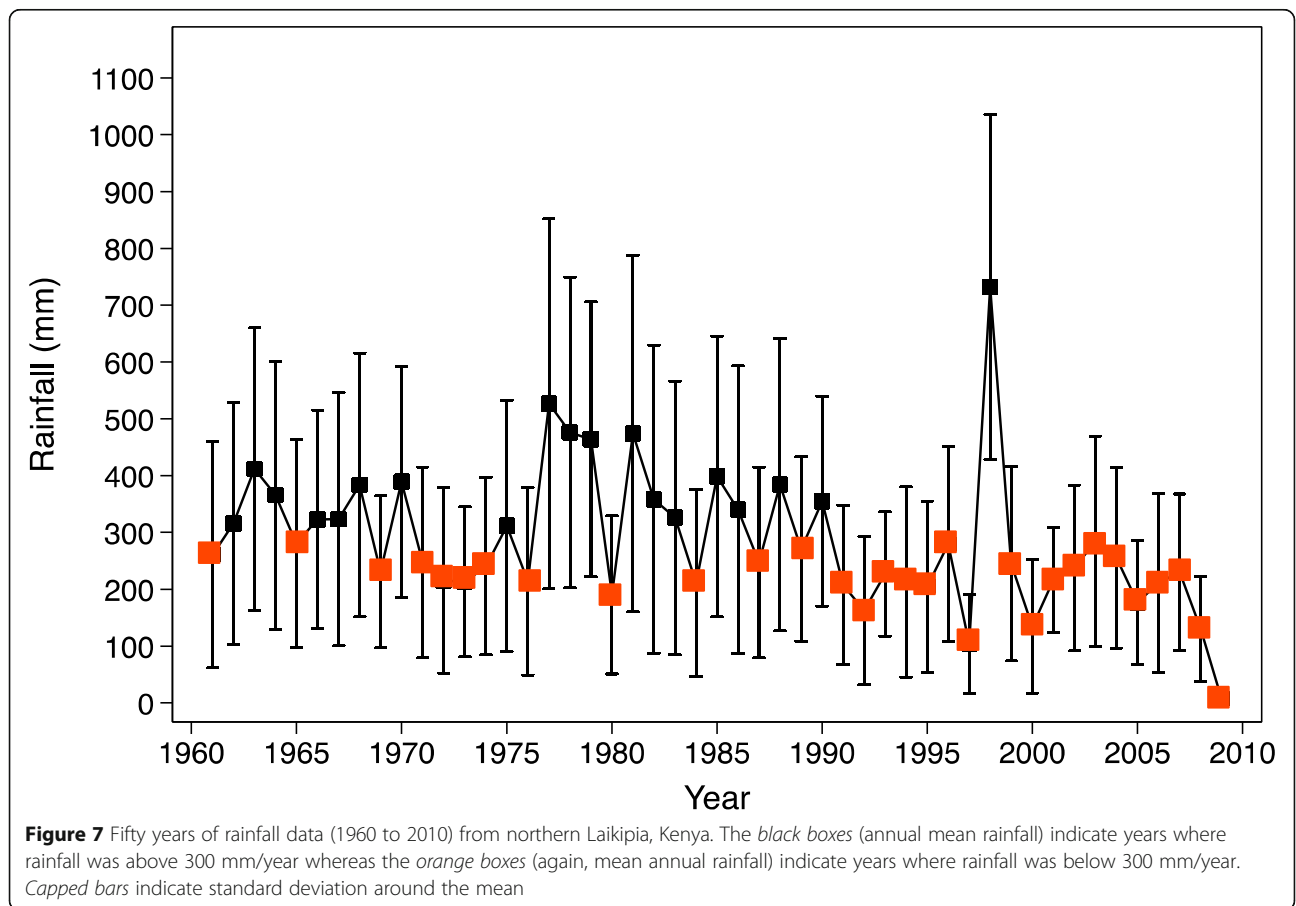 1100
1000
900
800
700
600
500
400
300
200
100
0
Rainfall (mm)
1960 1965 1970 1975 1980 1985 1990 1995 2000 2005 2010
Year
Figure 7 Fifty years of rainfall data (1960 to 2010) from northern Laikipia, Kenya. The black boxes (annual mean rainfall) indicate years where
rainfall was above 300 mm/year whereas the orange boxes (again, mean annual rainfall) indicate years where rainfall was below 300 mm/year.
Capped bars indicate standard deviation around the mean